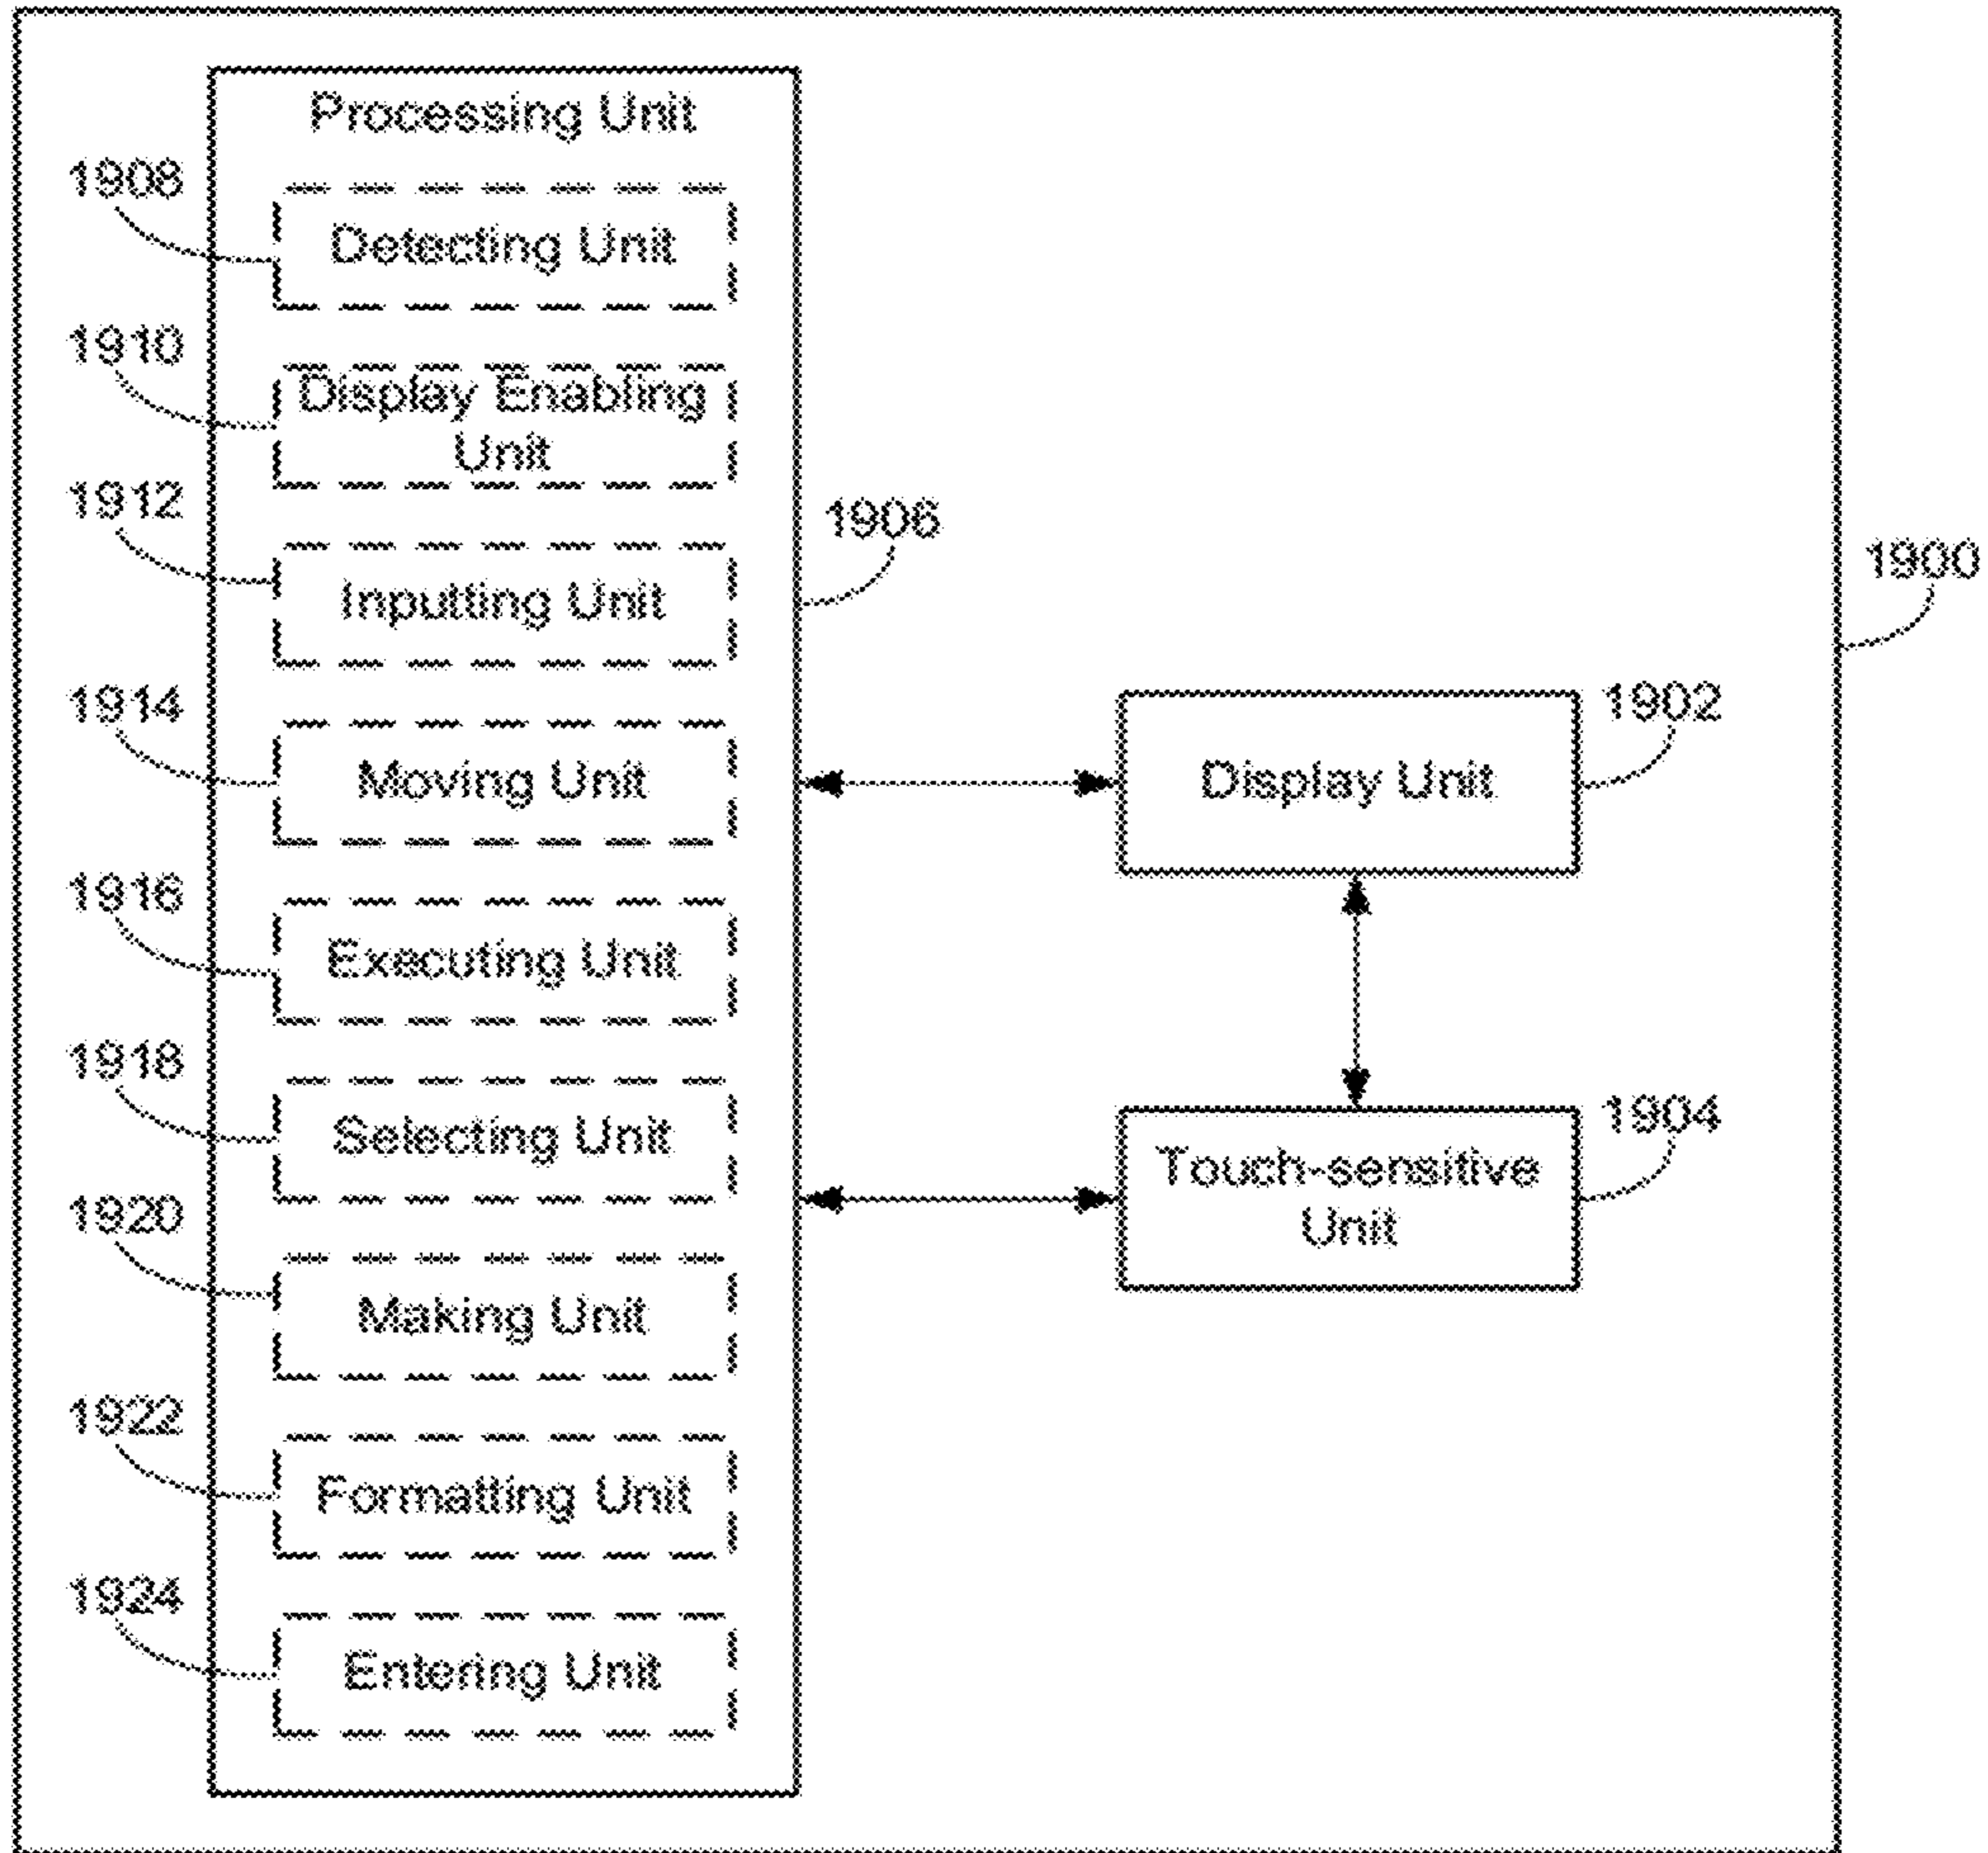 Processing Unit
1908
Detecting Unit
1910
Display Enabling
Unit
1912
Inputting Unit
1906
1900
1914
Moving Unit
1902
Display Unit
1916
Executing Unit
1918
Selecting Unit
1904
Touch-sensitive
Unit
1920
Making Unit
1922
Formatting Unit
1924
Entering Unit